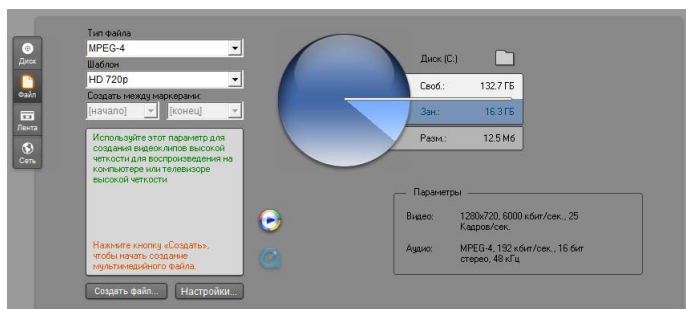 Диск
Файл
Лента
Сеть
Тип файла
MPEG-4
Шаблон
HD 720p
Создать между маркерами:
[начало]
[конец]
Используйте этот параметр для
создания видеоклипов высокой
четкости для воспроизведения на
компьютере или телевизоре
высокой четкости
Нажмите кнопку «Создать»,
чтобы начать создание
мультимедийного файла.
Создать файл...
Настройки...
Диск (C:)
Своб.: 132.7 ГБ
Зан.: 16.3 ГБ
Разм.: 12.5 Мб
Параметры
Видео: 1280x720, 6000 кбит/сек., 25
Кадров/сек.
Аудио: MPEG-4, 192 кбит/сек., 16 бит
стерео, 48 кГц